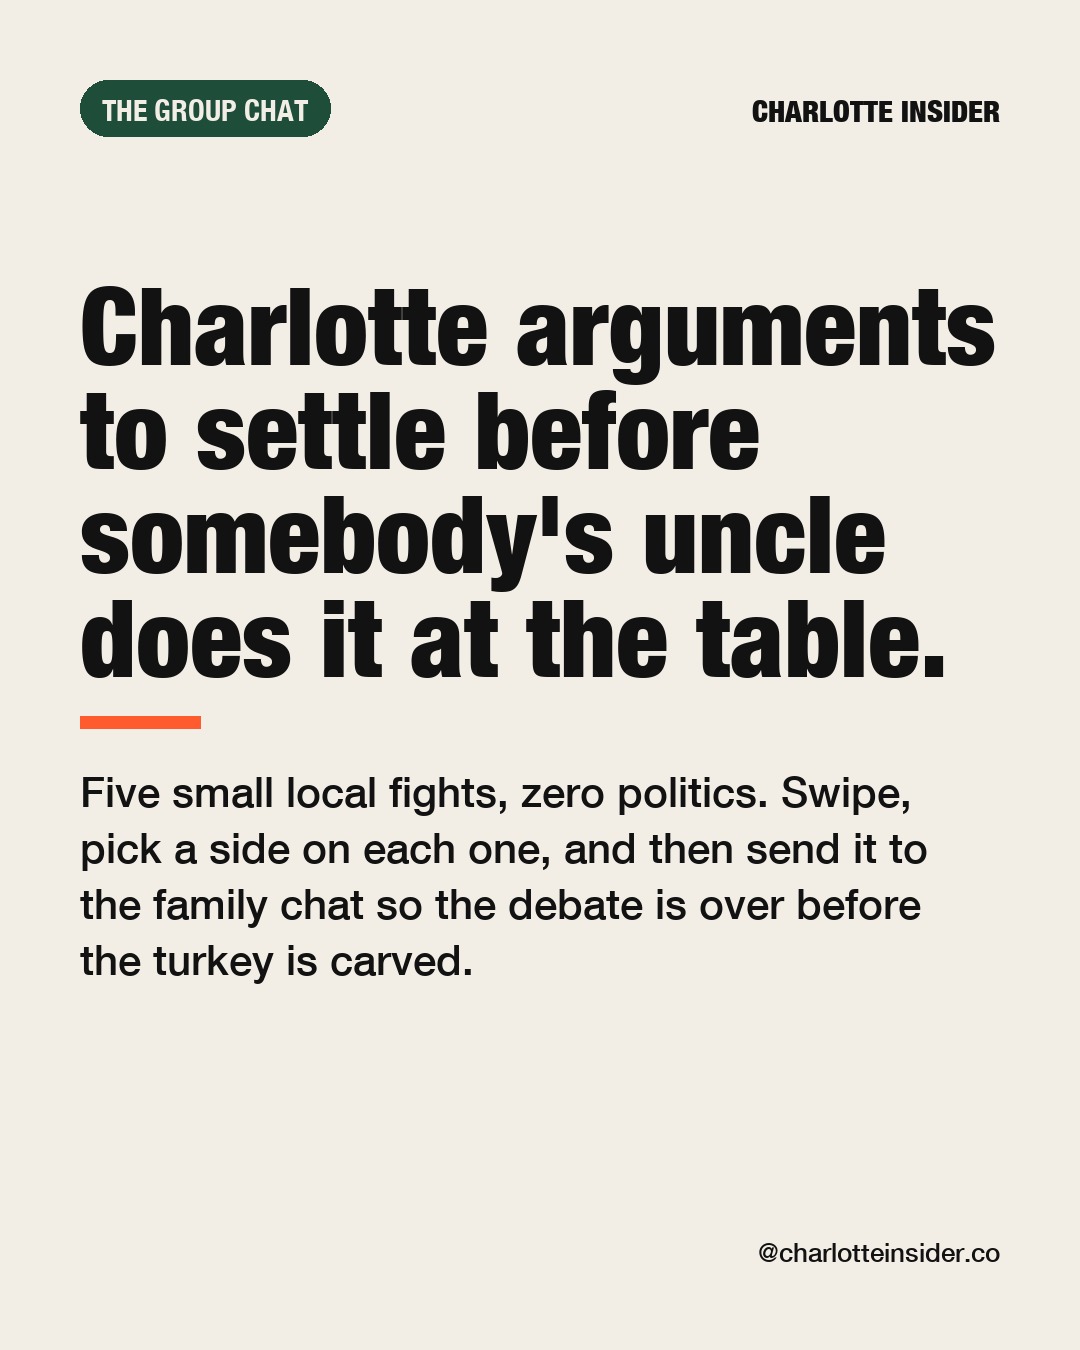 THE GROUP CHAT
CHARLOTTE INSIDER
Charlotte arguments
to settle before
somebody's uncle
does it at the table.
Five small local fights, zero politics. Swipe,
pick a side on each one, and then send it to
the family chat so the debate is over before
the turkey is carved.
@charlotteinsider.co